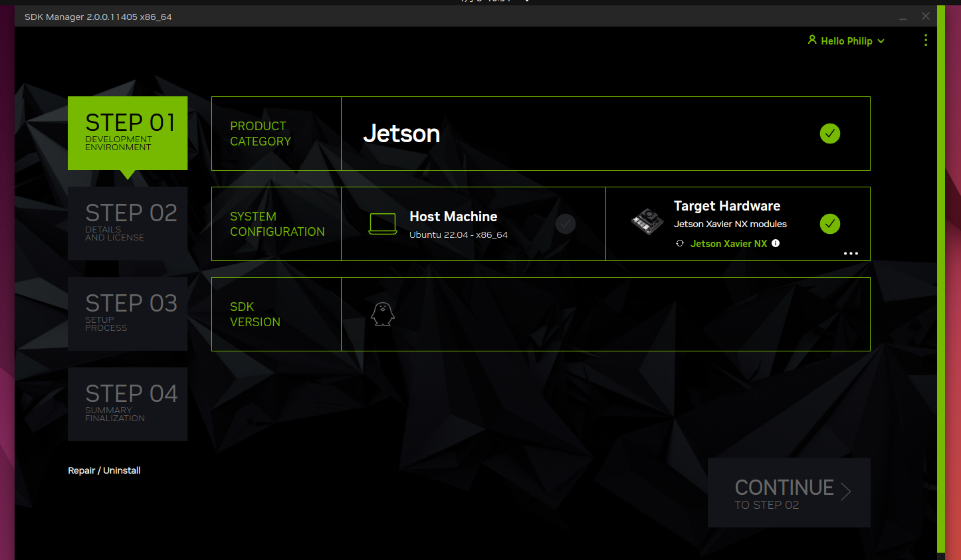 SDK Manager 2.0.0.11405 x86_64
Hello Philip
STEP 01
DEVELOPMENT
ENVIRONMENT
PRODUCT
CATEGORY
Jetson
STEP 02
DETAILS
AND LICENSE
SYSTEM
CONFIGURATION
Host Machine
Ubuntu 22.04 - x86_64
Target Hardware
Jetson Xavier NX modules
Jetson Xavier NX
STEP 03
SETUP
PROCESS
SDK
VERSION
STEP 04
SUMMARY
FINALIZATION
Repair / Uninstall
CONTINUE
TO STEP 02